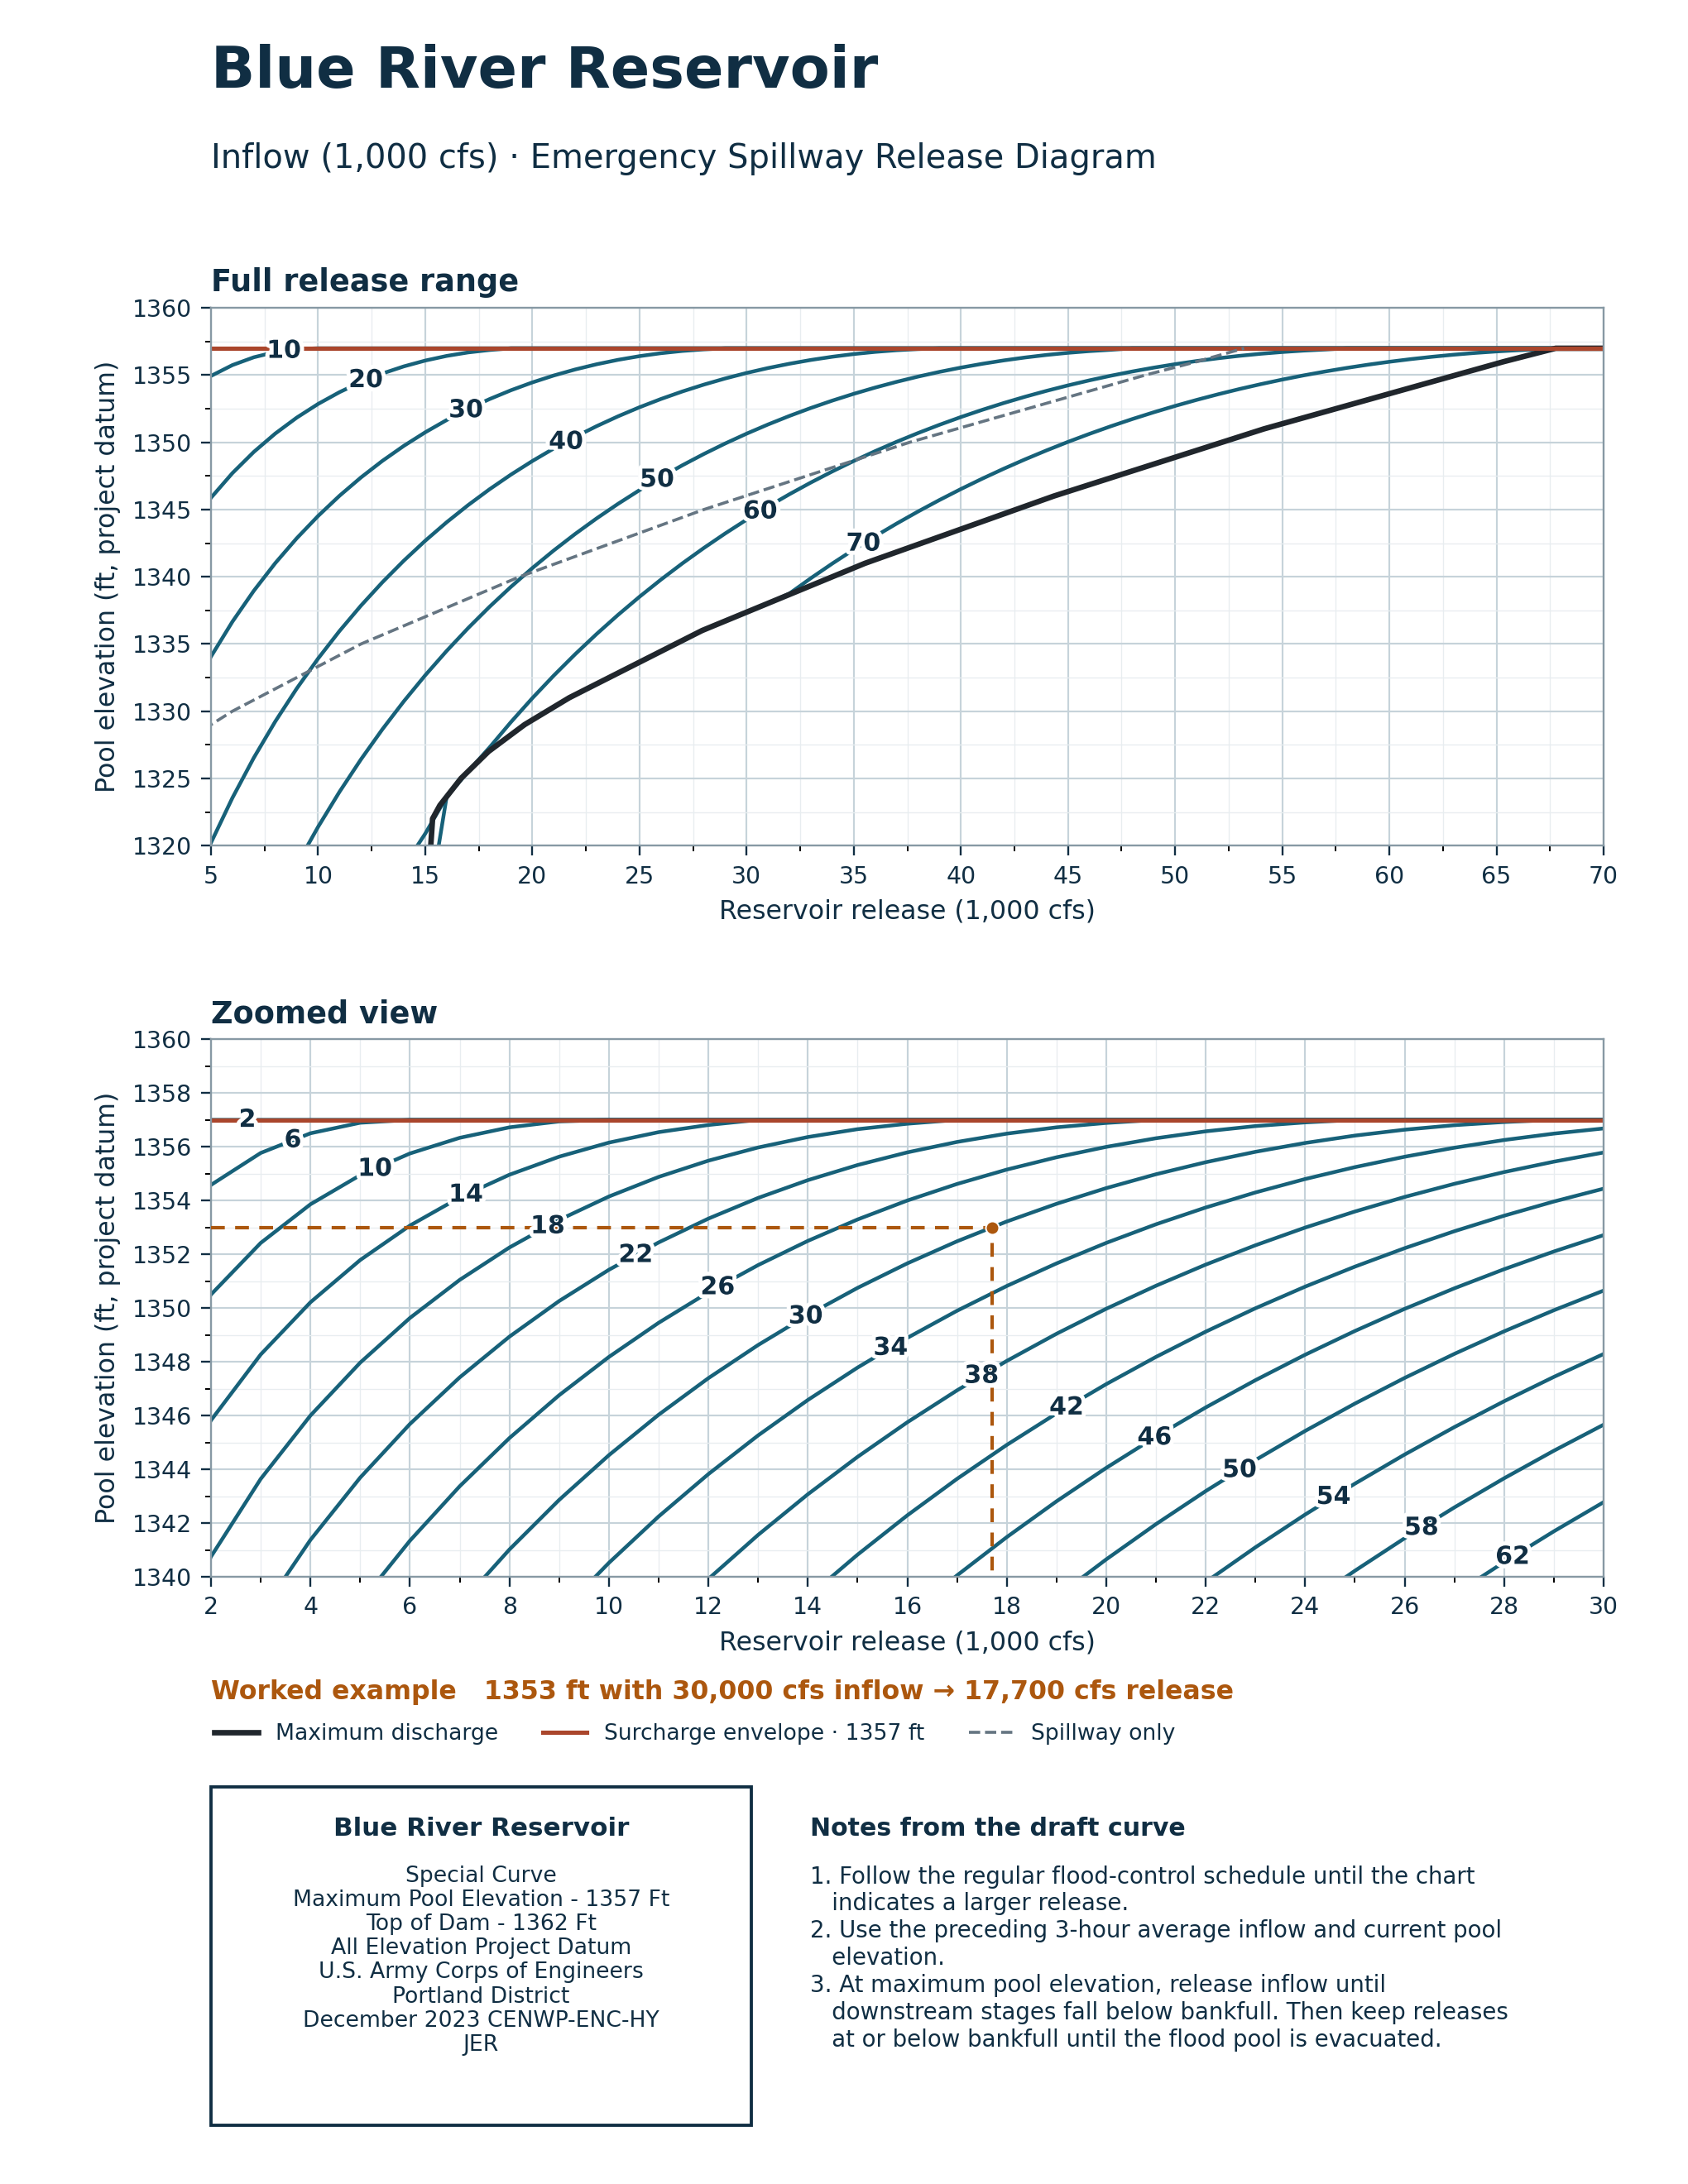 Blue River Reservoir
Inflow (1,000 cfs) · Emergency Spillway Release Diagram
Full release range
Pool elevation (ft, project datum)
1360
1355
1350
1345
1340
1335
1330
1325
1320
10
20
30
40
50
60
70
5 10 15 20 25 30 35 40 45 50 55 60 65 70
Reservoir release (1,000 cfs)
Zoomed view
Pool elevation (ft, project datum)
1360
1358
1356
1354
1352
1350
1348
1346
1344
1342
1340
2
6
10
14
18
22
26
30
34
38
42
46
50
54
58
62
2 4 6 8 10 12 14 16 18 20 22 24 26 28 30
Reservoir release (1,000 cfs)
Worked example 1353 ft with 30,000 cfs inflow → 17,700 cfs release
Maximum discharge Surcharge envelope · 1357 ft Spillway only
Blue River Reservoir
Special Curve
Maximum Pool Elevation - 1357 Ft
Top of Dam - 1362 Ft
All Elevation Project Datum
U.S. Army Corps of Engineers
Portland District
December 2023 CENWP-ENC-HY
JER
Notes from the draft curve
1. Follow the regular flood-control schedule until the chart
indicates a larger release.
2. Use the preceding 3-hour average inflow and current pool
elevation.
3. At maximum pool elevation, release inflow until
downstream stages fall below bankfull. Then keep releases
at or below bankfull until the flood pool is evacuated.